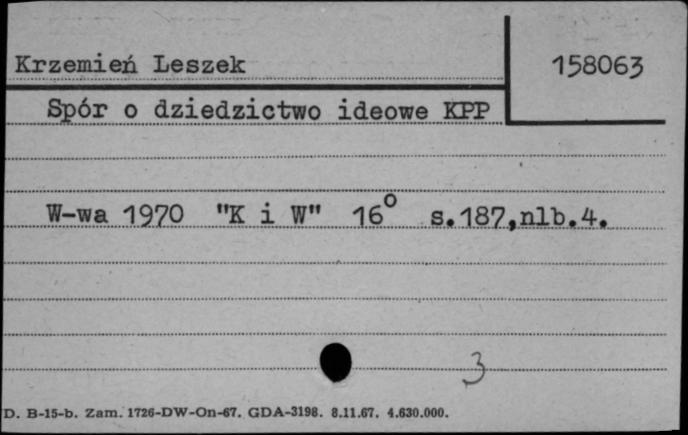 Krzemień Leszek 158063
Spór o dziedzictwo ideowe KPP
W-wa 1970 "K i W" 16° s.187,nlb.4.
3
D. B-15-b. Zam. 1726-DW-On-67. GDA-3198. 8.11.67. 4.630.000.